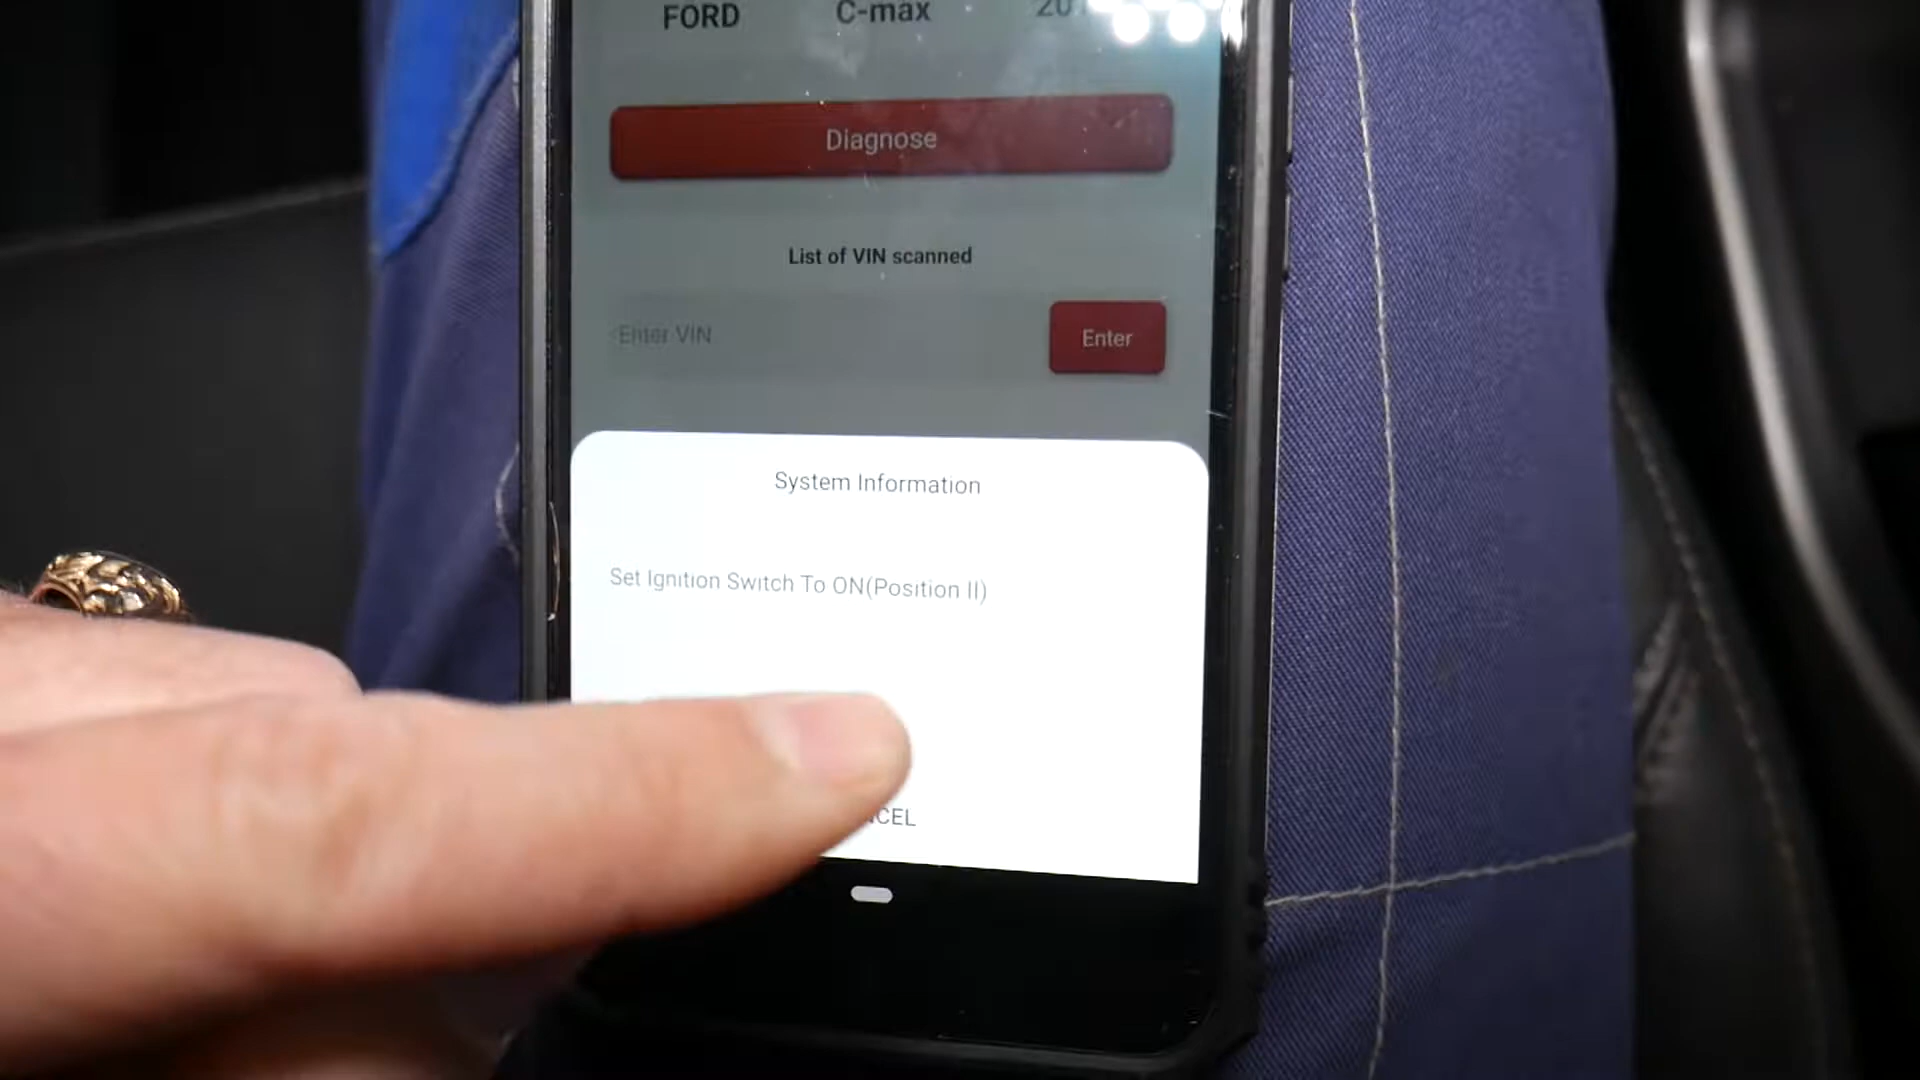 FORD C-max
Diagnose
List of VIN scanned
Enter VIN
Enter
System Information
Set Ignition Switch To ON(Position II)